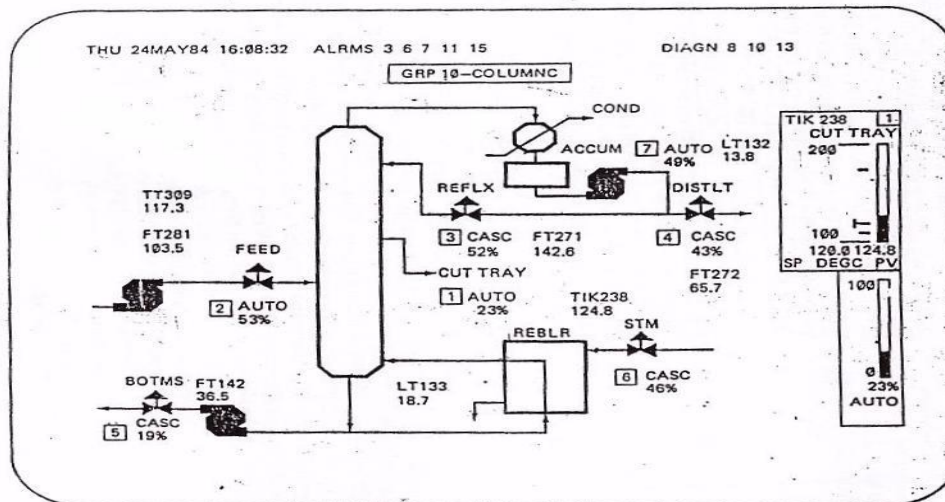 THU 24MAY84 16:08:32 ALRMS 3 6 7 11 15 DIAGN 8 10 13
GRP 10—COLUMNC
COND
ACCUM
7 AUTO
49%
LT132
13.8
TIK 238 1
CUT TRAY
200
100
120.0 124.8
SP DEGC PV
100
0
23%
AUTO
REFLX
3 CASC
52%
FT271
142.6
DISTLT
4 CASC
43%
FT272
65.7
TT309
117.3
FT281
103.5
FEED
2 AUTO
53%
CUT TRAY
1 AUTO
23%
TIK238
124.8
REBLR
STM
6 CASC
46%
LT133
18.7
BOTMS
FT142
36.5
5 CASC
19%